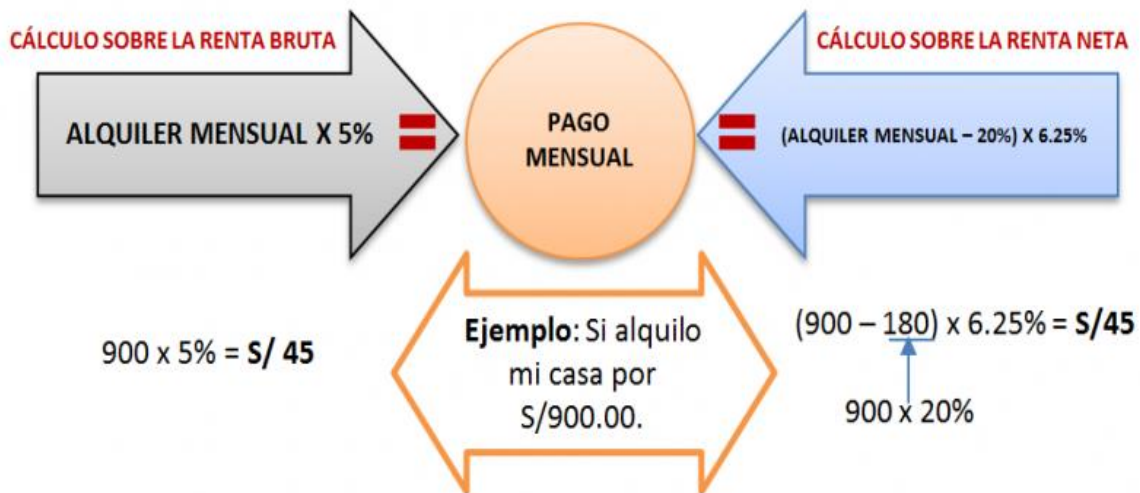 CÁLCULO SOBRE LA RENTA BRUTA
ALQUILER MENSUAL X 5%
=
PAGO
MENSUAL
CÁLCULO SOBRE LA RENTA NETA
=
(ALQUILER MENSUAL – 20%) X 6.25%
900 x 5% = S/ 45
Ejemplo: Si alquilo
mi casa por
S/900.00.
(900 – 180) x 6.25% = S/45
900 x 20%